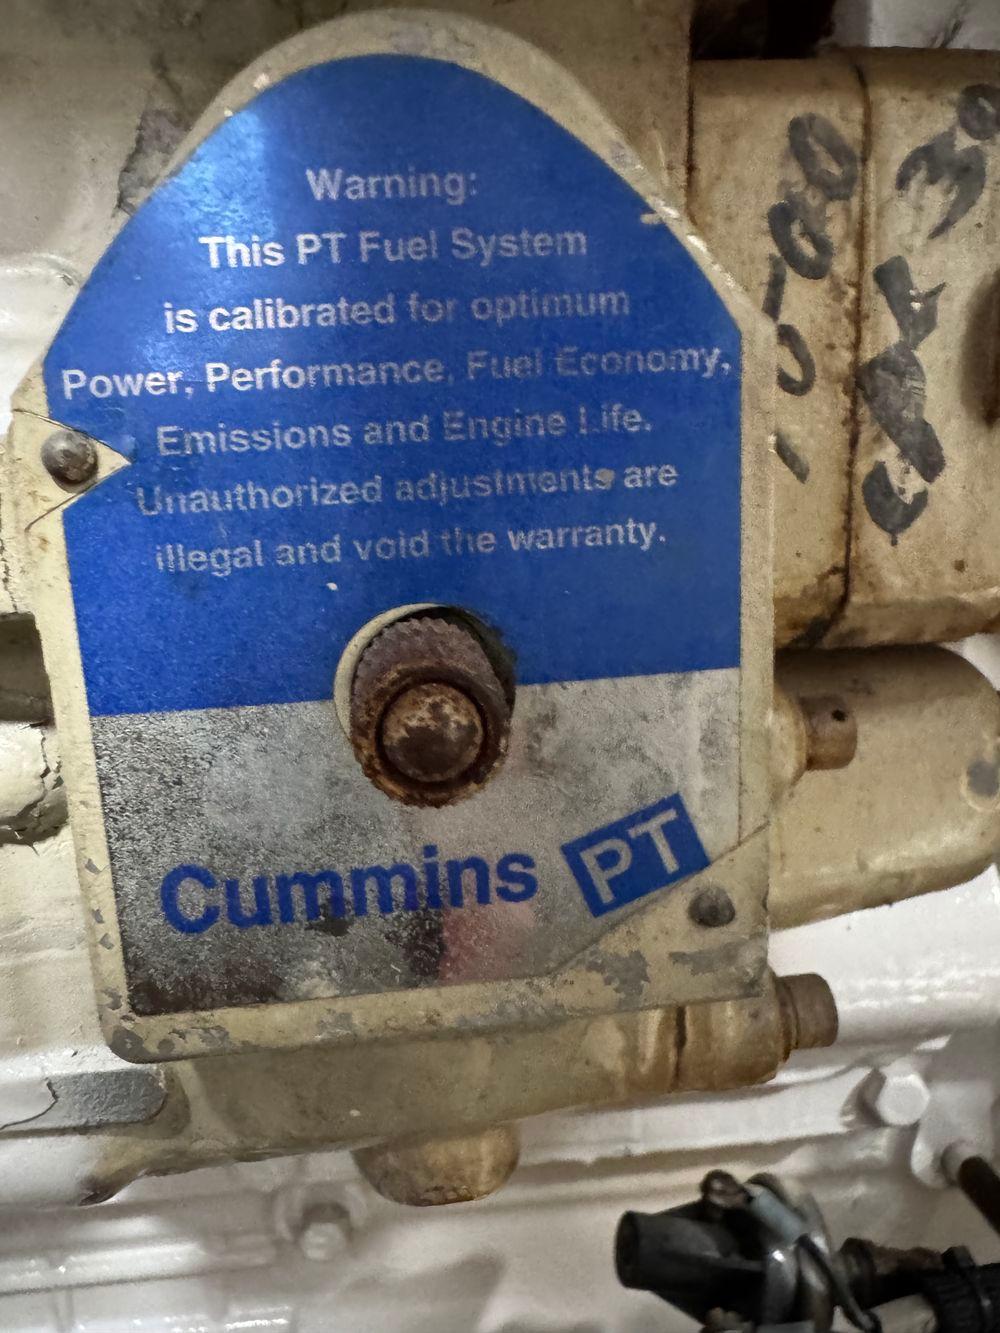 Warning:
This PT Fuel System
is calibrated for optimum
Power, Performance, Fuel Economy,
Emissions and Engine Life.
Unauthorized adjustments are
illegal and void the warranty.
Cummins PT